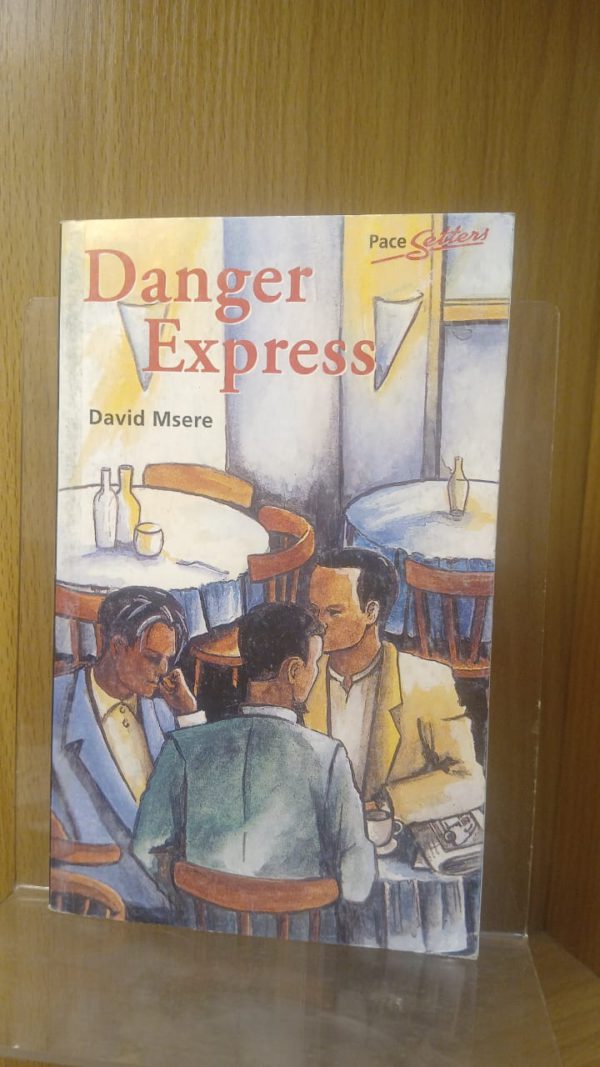 Pace Setters
Danger
Express
David Msere